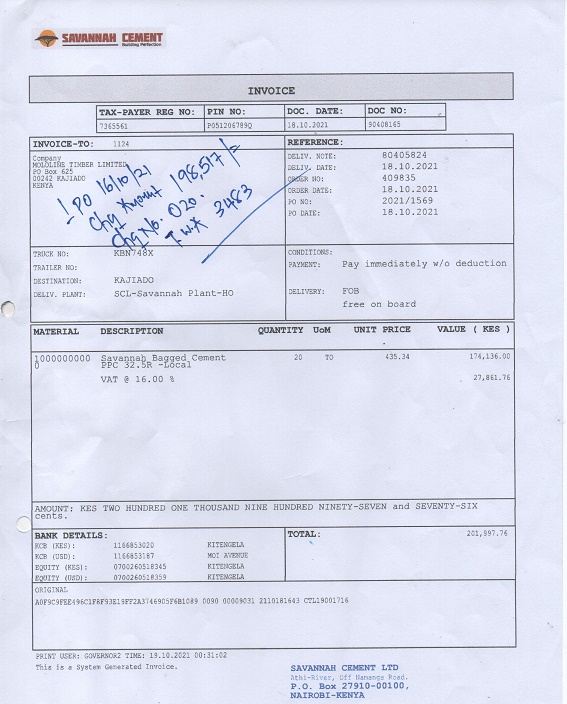 SAVANNAH CEMENT
Building Perfection
INVOICE
TAX-PAYER REG NO: PIN NO: DOC. DATE: DOC NO:
7365561 P051206789Q 18.10.2021 90408165
INVOICE-TO: 1124
Company
MOLOLINE TIMBER LIMITED
PO Box 625
00242 KAJIADO
KENYA
PO 16/10/21
Chq Amount 198,517/=
Chq No. 020.
3483
REFERENCE:
DELIV. NOTE: 80405824
DELIV. DATE: 18.10.2021
ORDER NO: 409835
ORDER DATE: 18.10.2021
PO NO: 2021/1569
PO DATE: 18.10.2021
TRUCK NO: KBN748X
TRAILER NO:
DESTINATION: KAJIADO
DELIV. PLANT: SCL-Savannah Plant-HO
CONDITIONS:
PAYMENT: Pay immediately w/o deduction
DELIVERY: FOB
free on board
MATERIAL DESCRIPTION QUANTITY UoM UNIT PRICE VALUE ( KES )
1000000000 Savannah Bagged Cement 20 TO 435.34 174,136.00
0 PPC 32.5R -Local
VAT @ 16.00 % 27,861.76
AMOUNT: KES TWO HUNDRED ONE THOUSAND NINE HUNDRED NINETY-SEVEN and SEVENTY-SIX
cents.
BANK DETAILS:
KCB (KES): 1166853020 KITENGELA
KCB (USD): 1166853187 MOI AVENUE
EQUITY (KES): 0700260518345 KITENGELA
EQUITY (USD): 0700260518359 KITENGELA
TOTAL: 201,997.76
ORIGINAL
A0F9C9FEE496C1F8F93E19FF2A3746905F6B1089 0090 00009031 2110181643 CTL19001716
PRINT USER: GOVERNOR2 TIME: 19.10.2021 00:31:02
This is a System Generated Invoice.
SAVANNAH CEMENT LTD
Athi-River, Off Namanga Road.
P.O. Box 27910-00100,
NAIROBI-KENYA